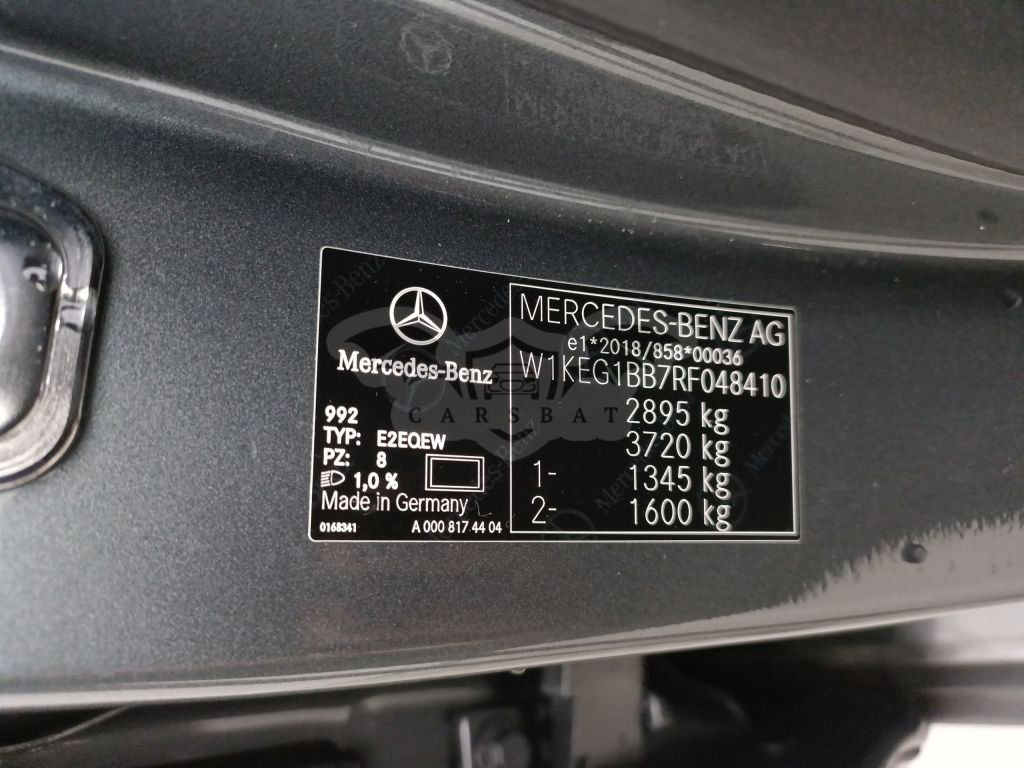 Mercedes-Benz
992
TYP: E2EQEW
PZ: 8
1,0 %
Made in Germany
0168341 A 000 817 44 04
MERCEDES-BENZ AG
e1*2018/858*00036
W1KEG1BB7RF048410
2895 kg
3720 kg
1- 1345 kg
2- 1600 kg
CARSBAT